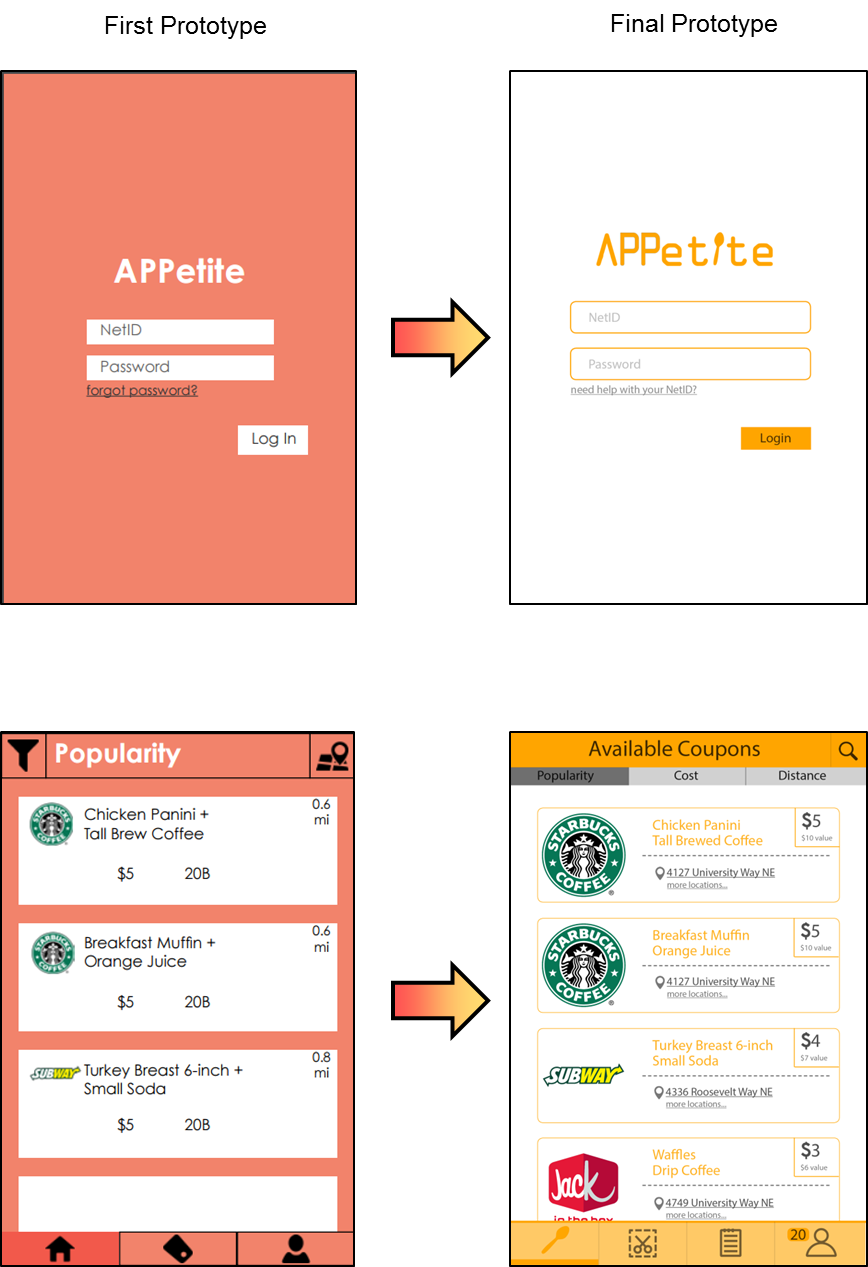 First Prototype
Final Prototype
APPetite
NetID
Password
forgot password?
Log In
APPetite
NetID
Password
need help with your NetID?
Login
Popularity
STARBUCKS
COFFEE
Chicken Panini +
Tall Brew Coffee
0.6
mi
$5 20B
STARBUCKS
COFFEE
Breakfast Muffin +
Orange Juice
0.6
mi
$5 20B
SUBWAY
Turkey Breast 6-inch +
Small Soda
0.8
mi
$5 20B
Available Coupons
Popularity Cost Distance
STARBUCKS
COFFEE
Chicken Panini
Tall Brewed Coffee
$5
$10 value
4127 University Way NE
more locations...
STARBUCKS
COFFEE
Breakfast Muffin
Orange Juice
$5
$10 value
4127 University Way NE
more locations...
SUBWAY
Turkey Breast 6-inch
Small Soda
$4
$7 value
4336 Roosevelt Way NE
more locations...
Jack
in the box
Waffles
Drip Coffee
$3
$6 value
4749 University Way NE
more locations...
20